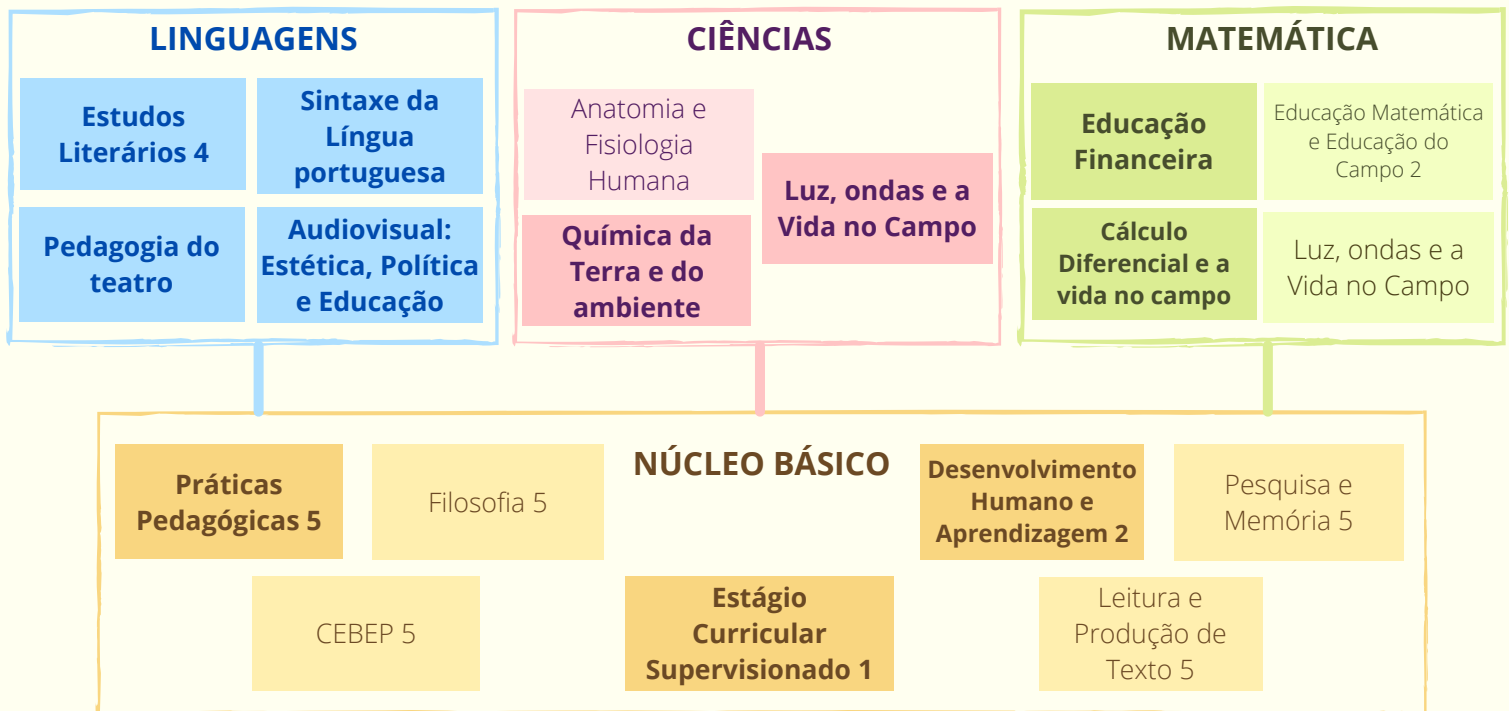 LINGUAGENS
Estudos
Literários 4
Sintaxe da
Língua
portuguesa
Pedagogia do
teatro
Audiovisual:
Estética, Política
e Educação
CIÊNCIAS
Anatomia e
Fisiologia
Humana
Luz, ondas e a
Vida no Campo
Química da
Terra e do
ambiente
MATEMÁTICA
Educação
Financeira
Educação Matemática
e Educação do
Campo 2
Cálculo
Diferencial e a
vida no campo
Luz, ondas e a
Vida no Campo
NÚCLEO BÁSICO
Práticas
Pedagógicas 5
Filosofia 5
Desenvolvimento
Humano e
Aprendizagem 2
Pesquisa e
Memória 5
CEBEP 5
Estágio
Curricular
Supervisionado 1
Leitura e
Produção de
Texto 5